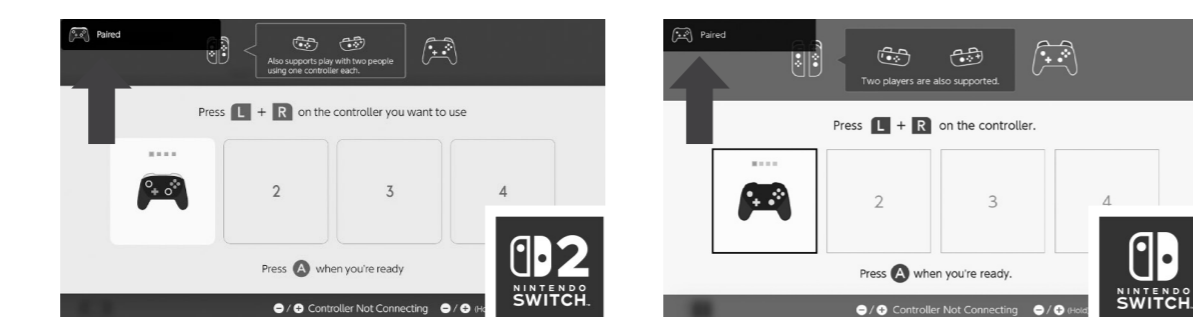 Paired
Also supports play with two people
using one controller each.
Press L + R on the controller you want to use
2
3
4
Press A when you're ready
2
NINTENDO
SWITCH.
Controller Not Connecting
Paired
Two players are also supported.
Press L + R on the controller.
2
3
4
Press A when you're ready.
NINTENDO
SWITCH.
Controller Not Connecting (Hold